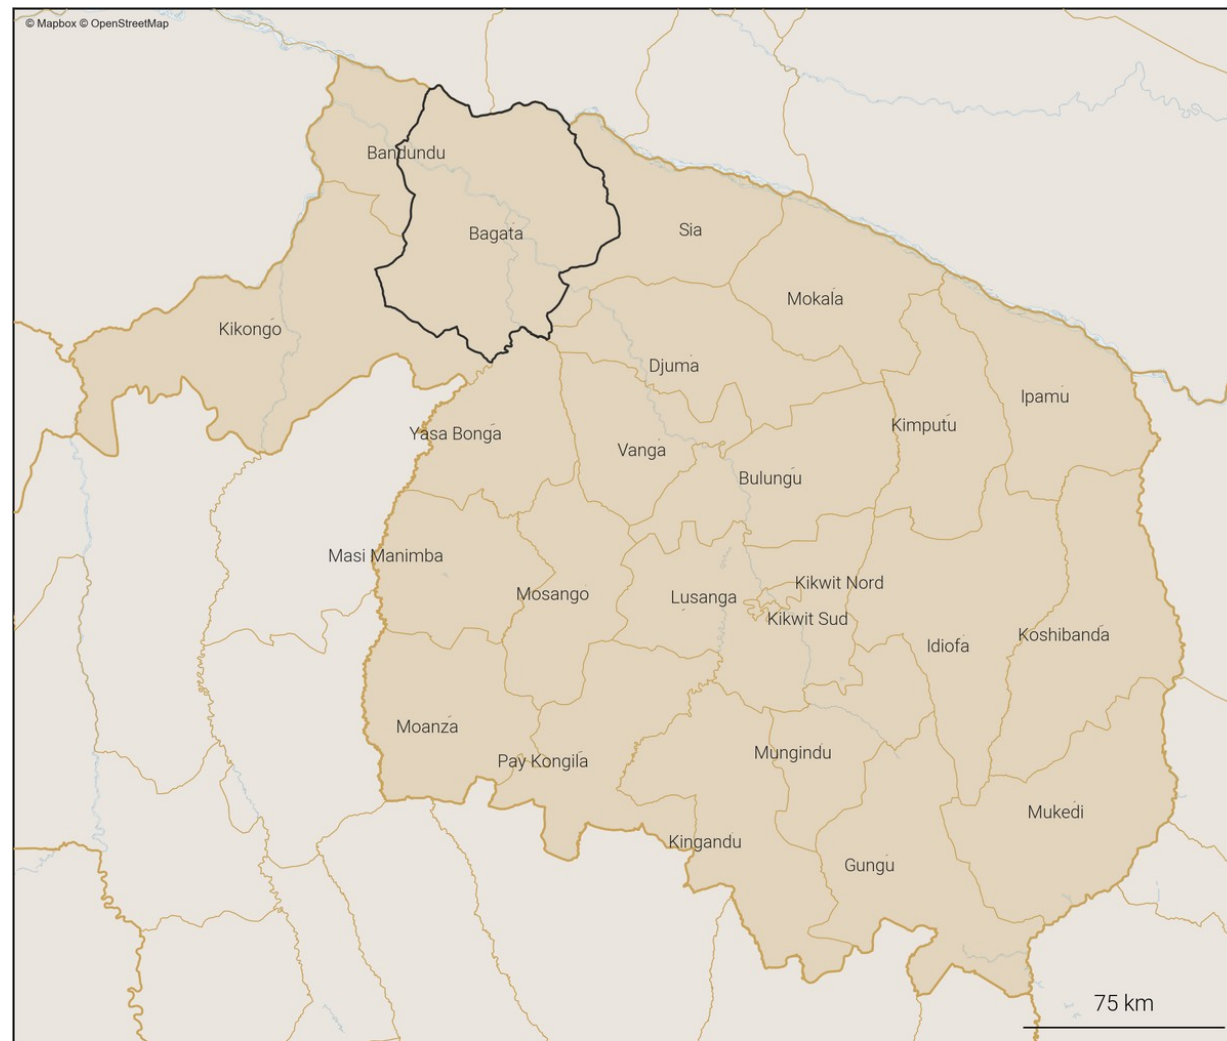 © Mapbox © OpenStreetMap
Bandundu
Bagata
Sia
Mokala
Kikongo
Djuma
Ipamu
Kimputu
Yasa Bonga
Vanga
Bulungu
Masi Manimba
Kikwit Nord
Mosango
Lusanga
Kikwit Sud
Koshibanda
Idiofa
Moanza
Mungindu
Pay Kongila
Mukedi
Kingandu
Gungu
75 km